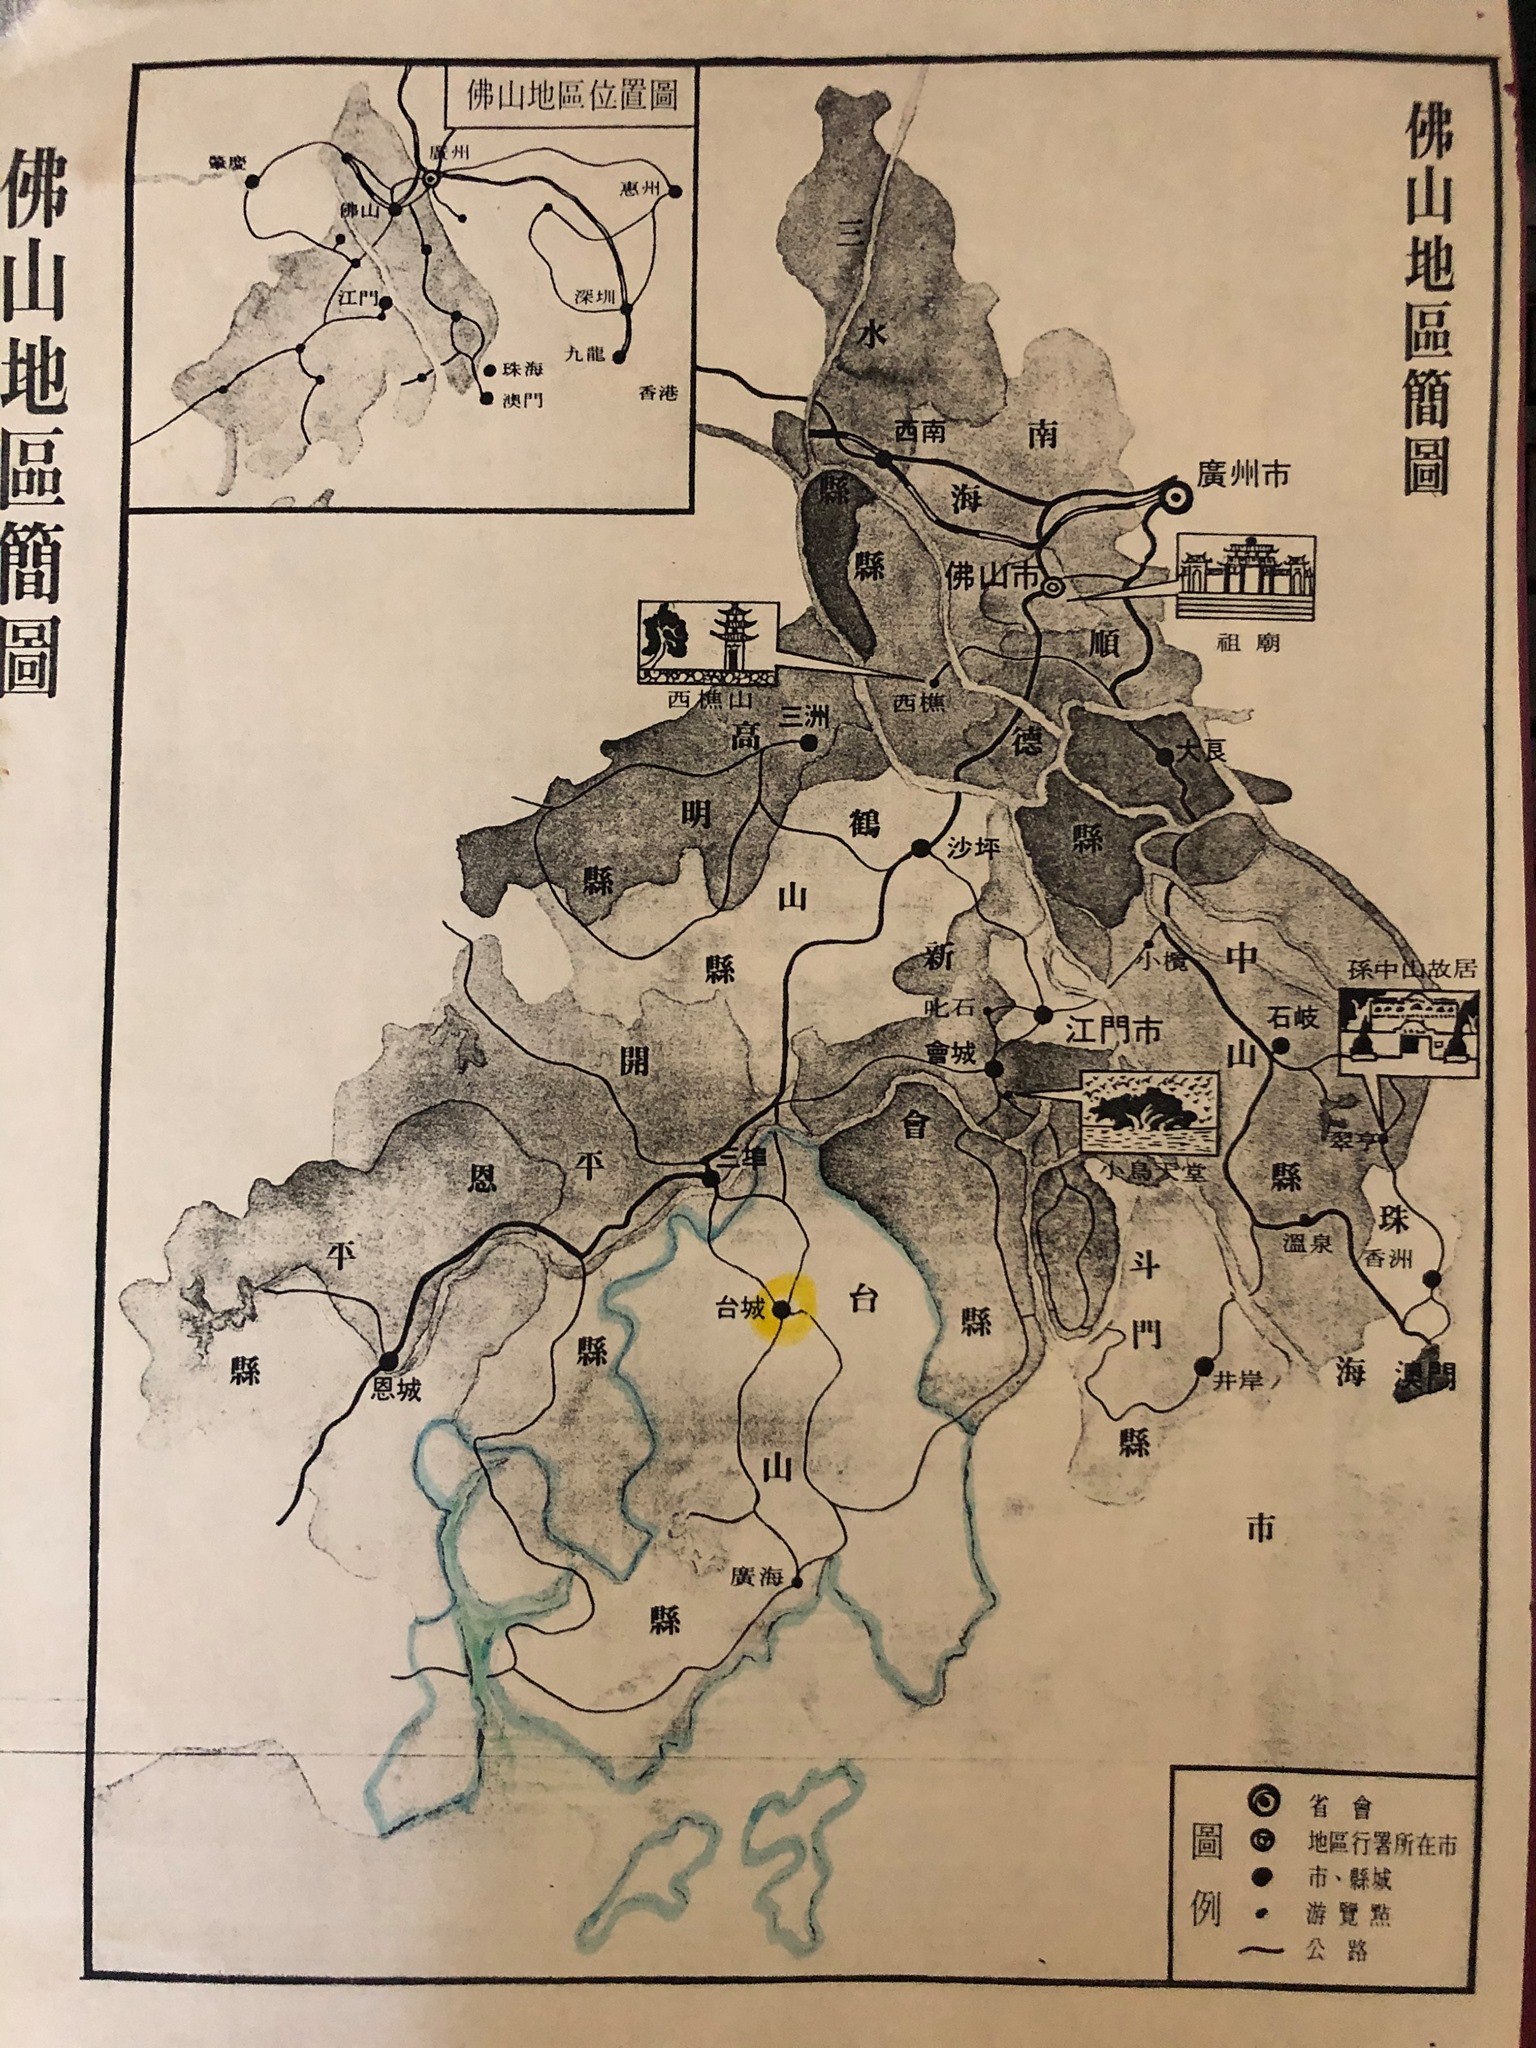 佛山地區簡圖
佛山地區簡圖
佛山地區位置圖
肇慶
廣州
惠州
佛山
江門
深圳
九龍
珠海
香港
澳門
三水縣
西南
南海縣
廣州市
佛山市
祖廟
順德縣
西樵山
西樵
三洲
高明縣
大良
鶴山縣
沙坪
新會縣
小欖
中山縣
孫中山故居
石岐
叱石
江門市
會城
開平縣
小鳥天堂
翠亨
三埠
恩平縣
斗門縣
溫泉
珠海市
香洲
台城
台山縣
恩城
井岸
澳門
廣海
圖例
省會
地區行署所在市
市、縣城
游覽點
公路